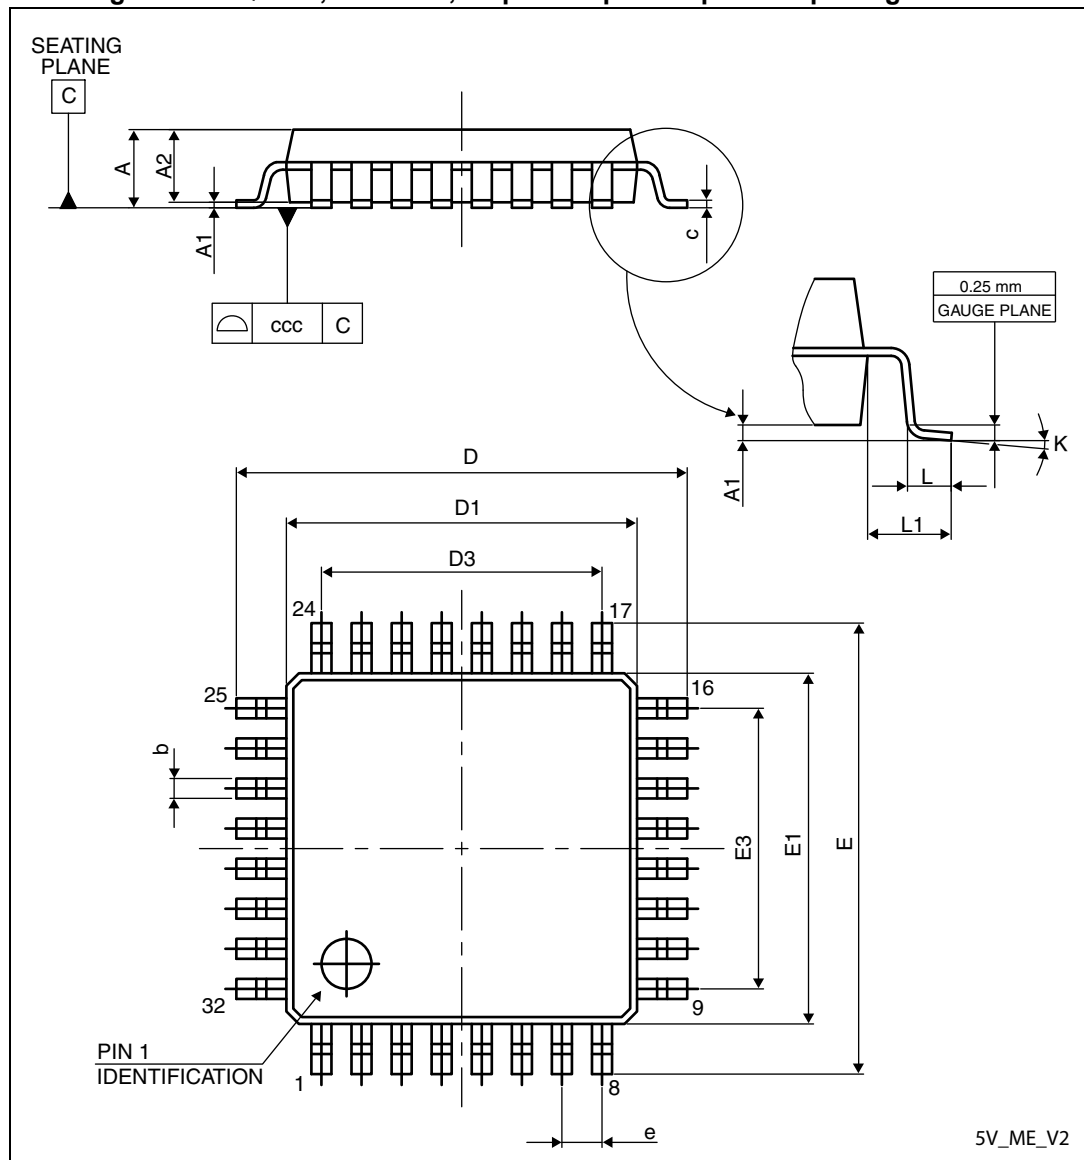 SEATING
PLANE
C
A
A2
A1
c
ccc C
0.25 mm
GAUGE PLANE
K
A1
L
L1
D
D1
D3
24
17
25
16
b
E3
E1
E
32
9
PIN 1
IDENTIFICATION
1
8
e
5V_ME_V2